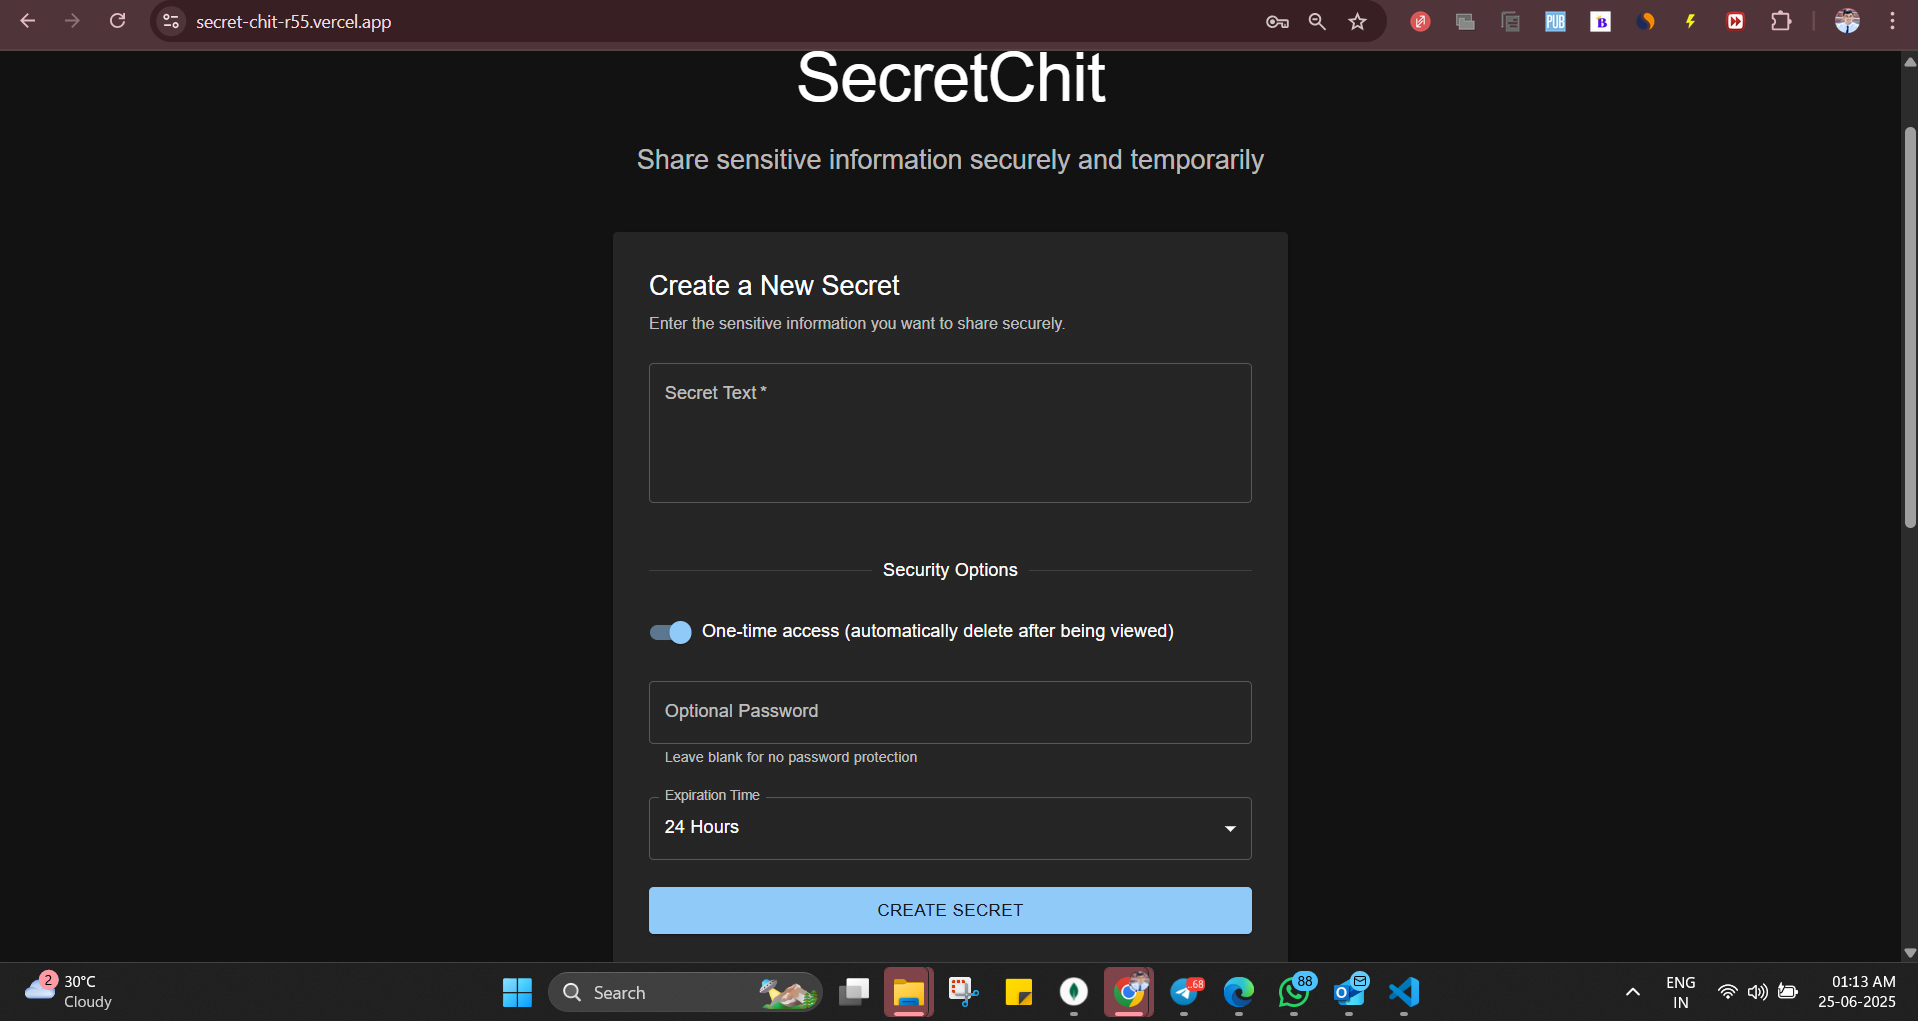 secret-chit-r55.vercel.app
PUB
B
SecretChit
Share sensitive information securely and temporarily
Create a New Secret
Enter the sensitive information you want to share securely.
Secret Text *
Security Options
One-time access (automatically delete after being viewed)
Optional Password
Leave blank for no password protection
Expiration Time
24 Hours
CREATE SECRET
2
30°C
Cloudy
Search
.68
88
ENG
IN
01:13 AM
25-06-2025